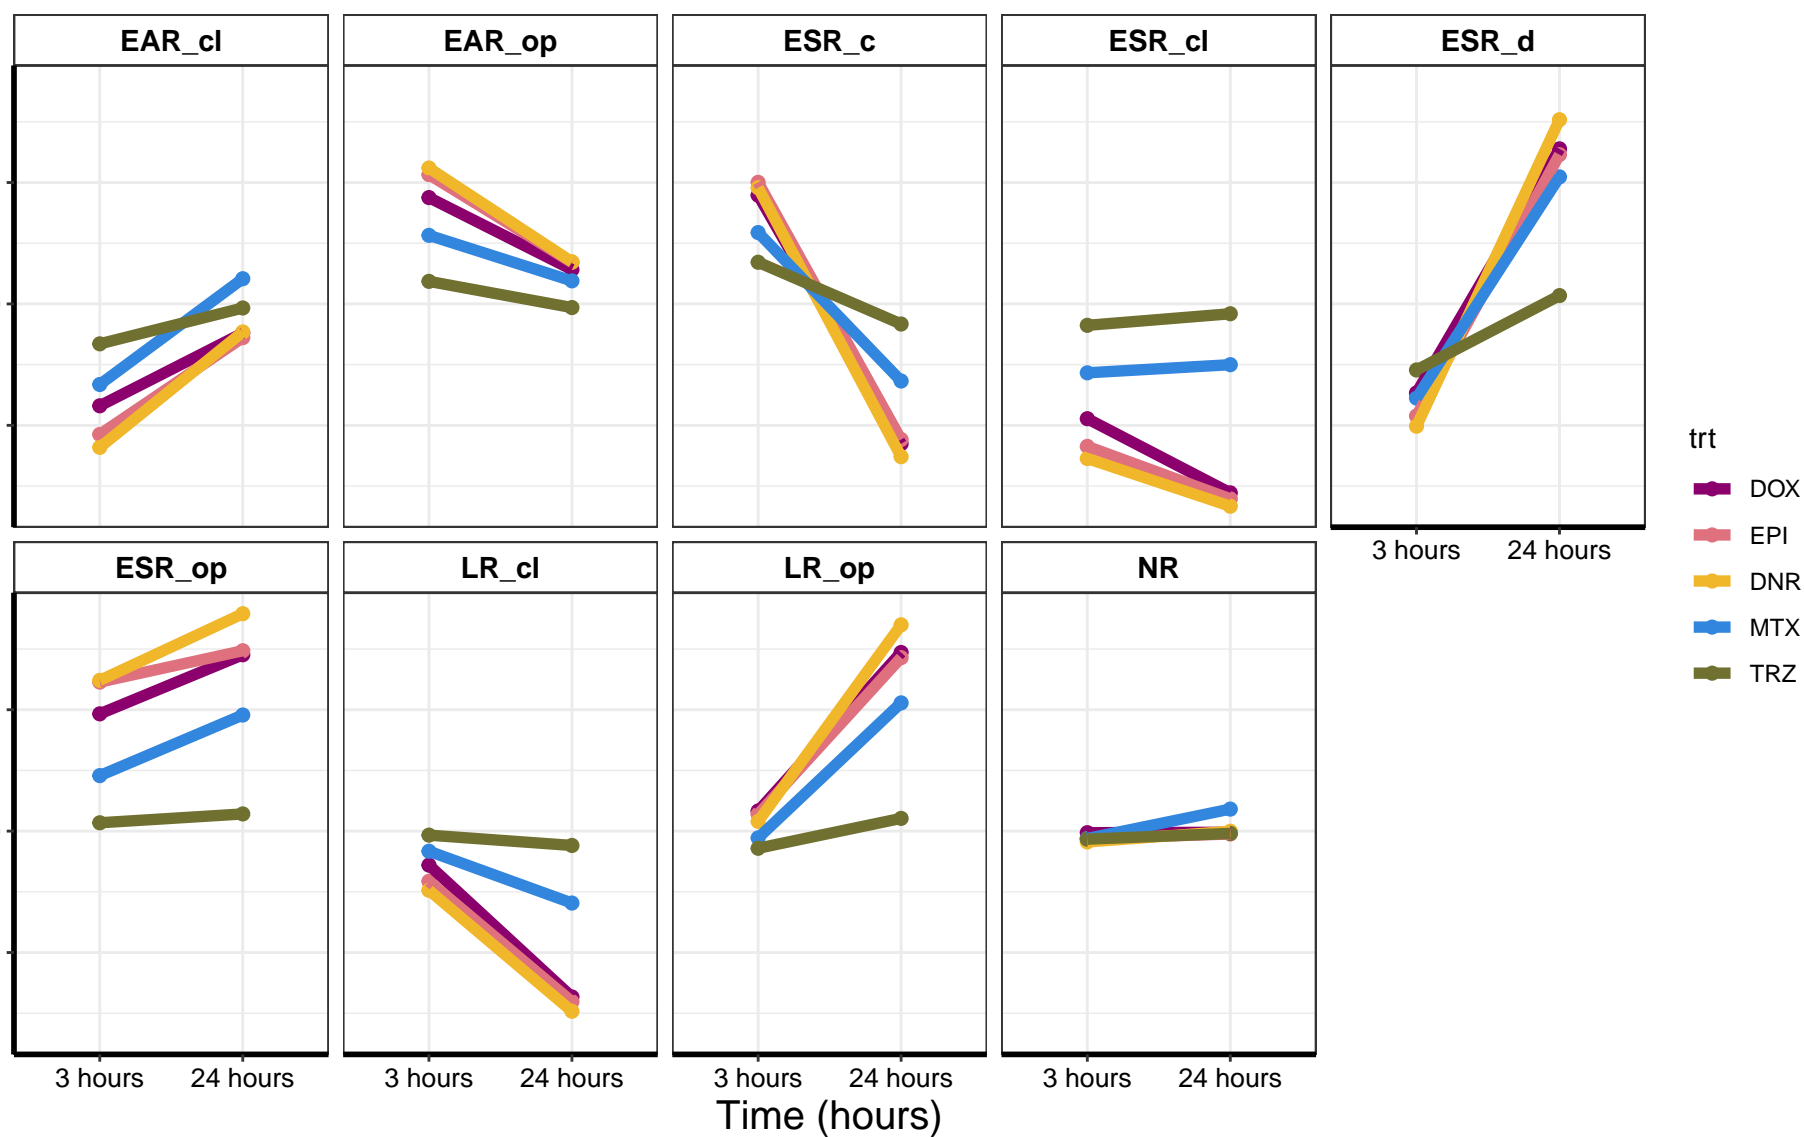 EAR_cl
EAR_op
ESR_c
ESR_cl
ESR_d
3 hours 24 hours
ESR_op
LR_cl
LR_op
NR
3 hours 24 hours
3 hours 24 hours
3 hours 24 hours
3 hours 24 hours
Time (hours)
trt
DOX
EPI
DNR
MTX
TRZ